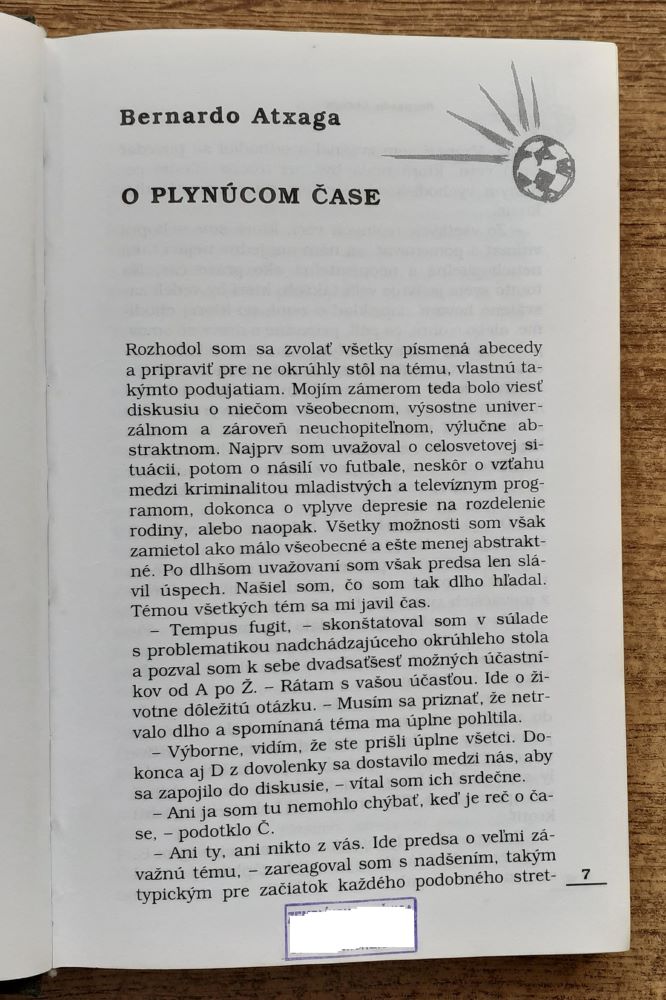 Bernardo Atxaga
O PLYNÚCOM ČASE
Rozhodol som sa zvolať všetky písmená abecedy
a pripraviť pre ne okrúhly stôl na tému, vlastnú ta-
kýmto podujatiam. Mojím zámerom teda bolo viesť
diskusiu o niečom všeobecnom, výsostne univer-
zálnom a zároveň neuchopiteľnom, výlučne ab-
straktnom. Najprv som uvažoval o celosvetovej si-
tuácii, potom o násilí vo futbale, neskôr o vzťahu
medzi kriminalitou mladistvých a televíznym prog-
ramom, dokonca o vplyve depresie na rozdelenie
rodiny, alebo naopak. Všetky možnosti som však
zamietol ako málo všeobecné a ešte menej abstrakt-
né. Po dlhšom uvažovaní som však predsa len slá-
vil úspech. Našiel som, čo som tak dlho hľadal.
Témou všetkých tém sa mi javil čas.
– Tempus fugit, – skonštatoval som v súlade
s problematikou nadchádzajúceho okrúhleho stola
a pozval som k sebe dvadsaťšesť možných účastní-
kov od A po Ž. – Rátam s vašou účasťou. Ide o ži-
votne dôležitú otázku. – Musím sa priznať, že netr-
valo dlho a spomínaná téma ma úplne pohltila.
– Výborne, vidím, že ste prišli úplne všetci. Do-
konca aj D z dovolenky sa dostavilo medzi nás, aby
sa zapojilo do diskusie, – vítal som ich srdečne.
– Ani ja som tu nemohlo chýbať, keď je reč o ča-
se, – podotklo Č.
– Ani ty, ani nikto z vás. Ide predsa o veľmi zá-
važnú tému, – zareagoval som s nadšením, takým
typickým pre začiatok každého podobného stret-
7